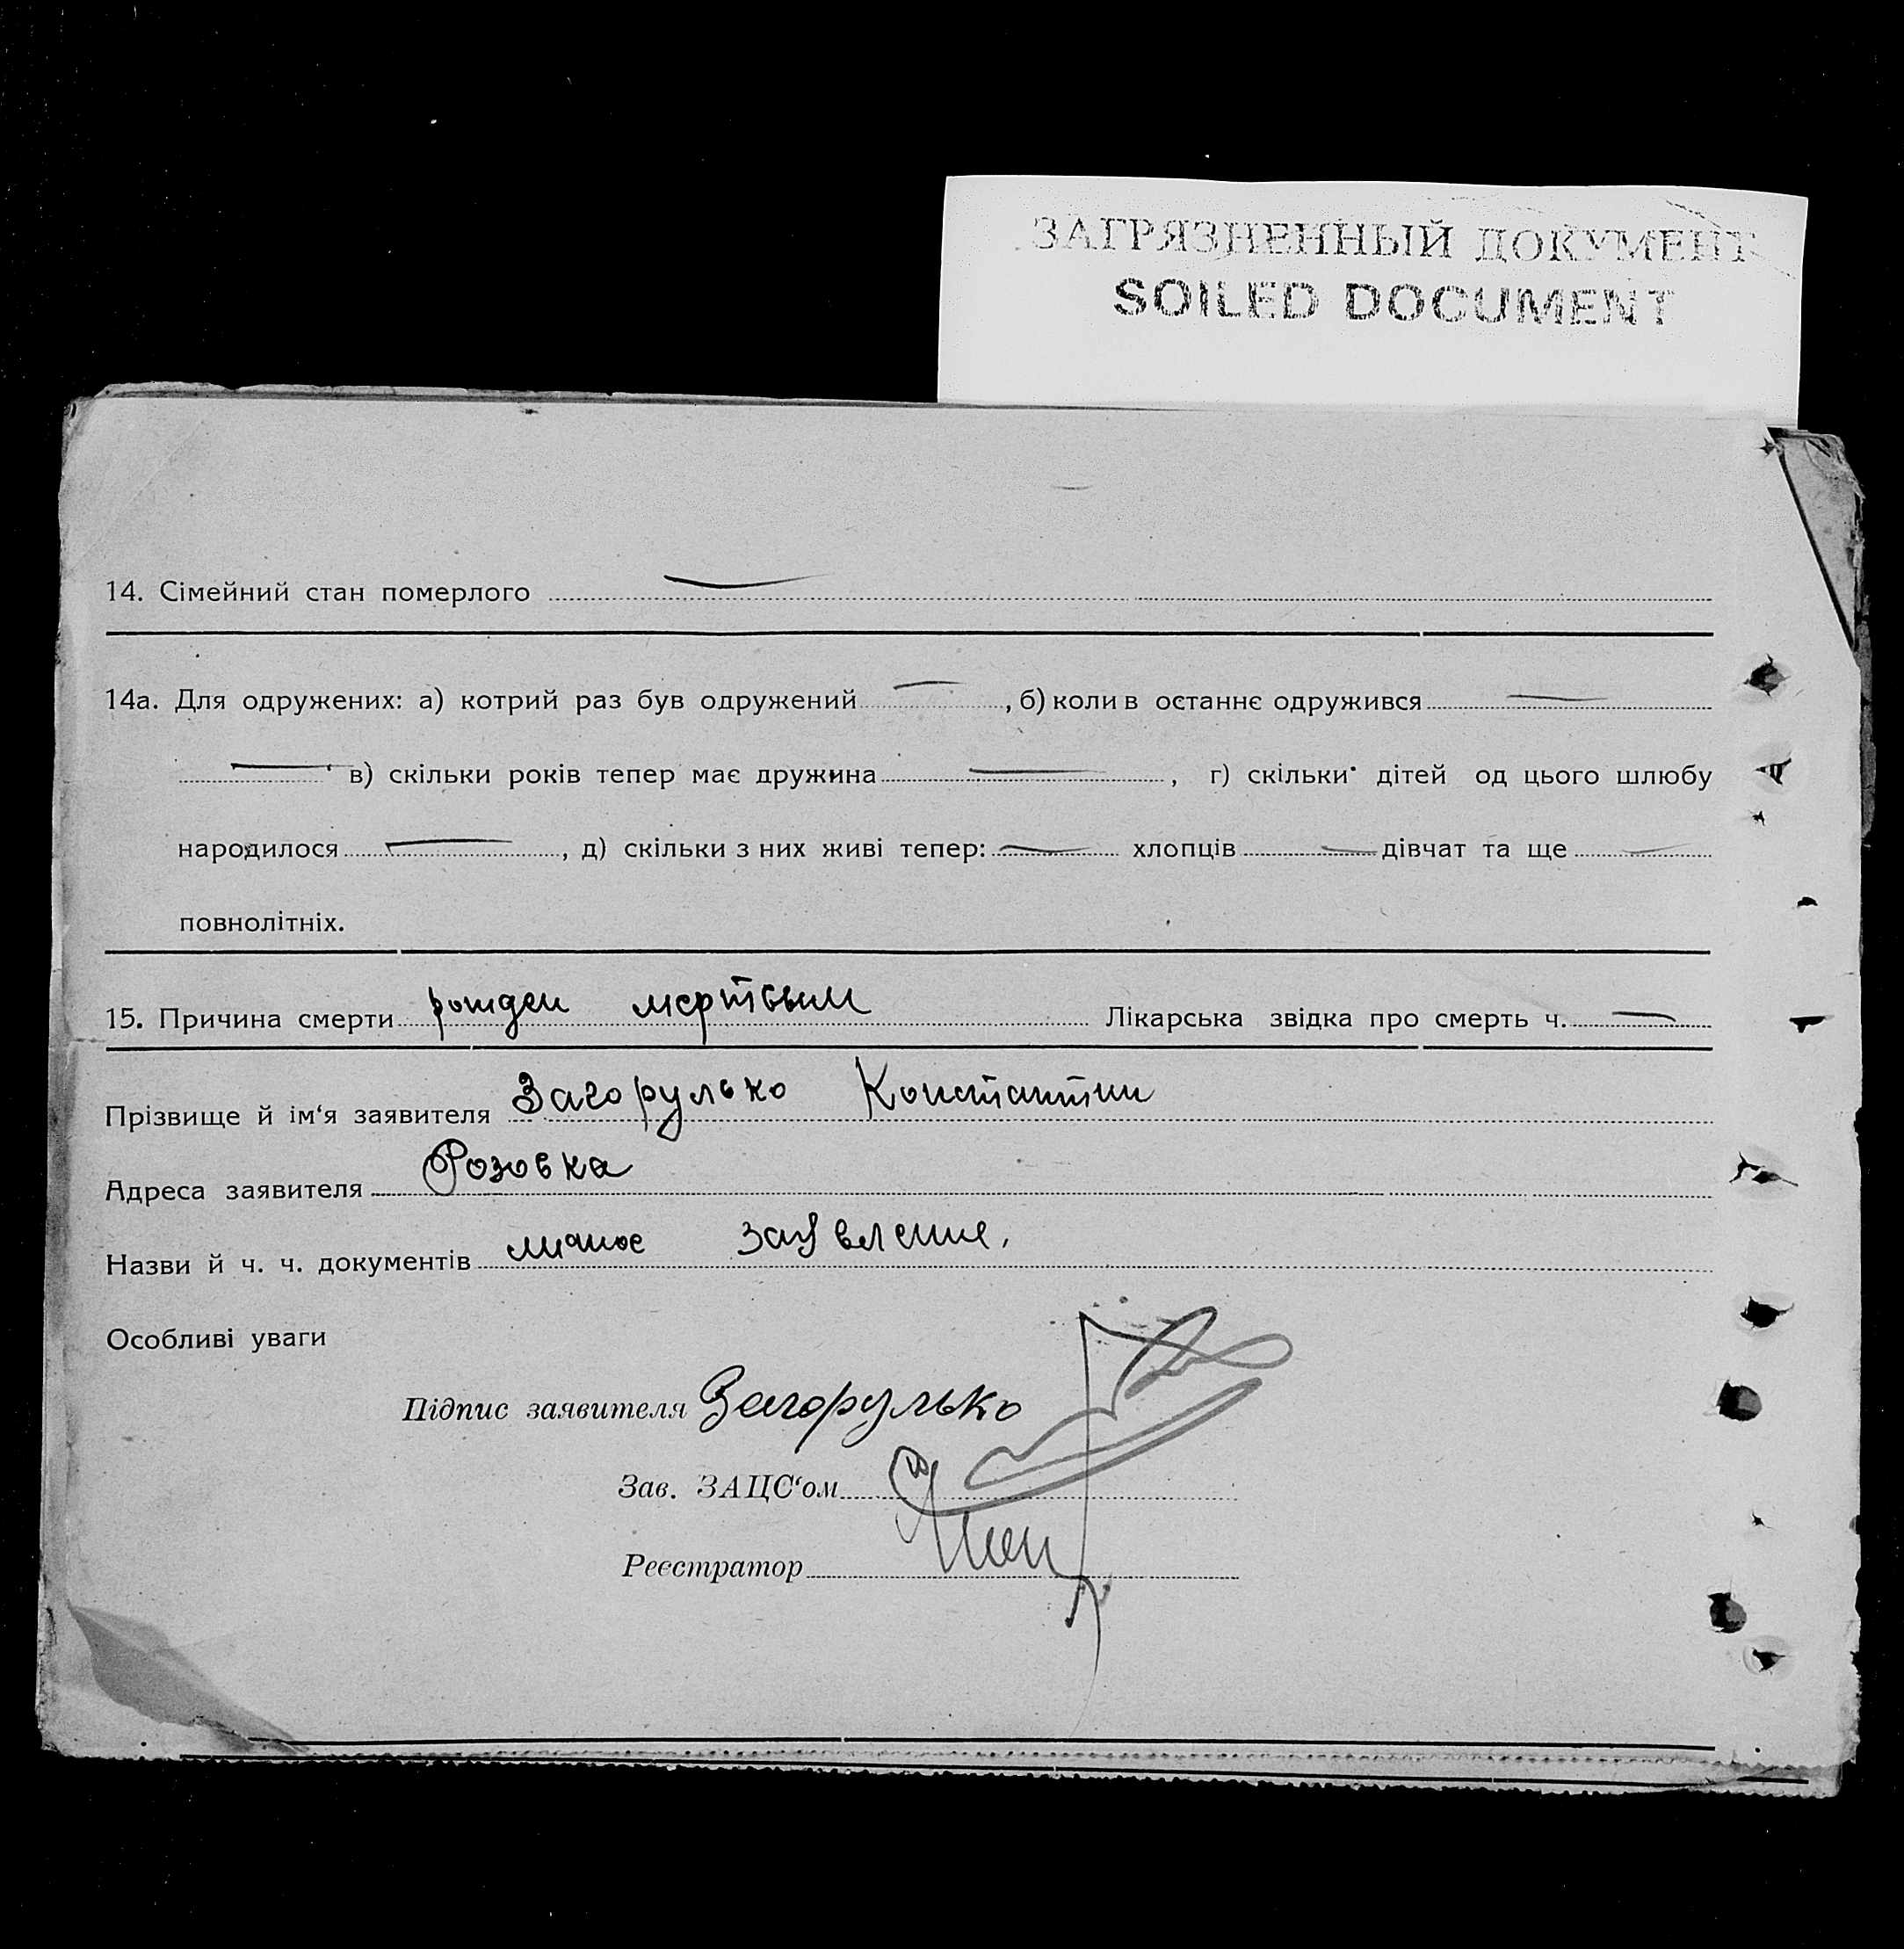 ЗАГРЯЗНЕННЫЙ ДОКУМЕНТ
SOILED DOCUMENT
14. Сімейний стан померлого —
14а. Для одружених: а) котрий раз був одружений —, б) коли в останнє одружився —
— в) скільки років тепер має дружина —, г) скільки дітей од цього шлюбу
народилося —, д) скільки з них живі тепер: — хлопців — дівчат та ще —
повнолітніх.
15. Причина смерти рожден мертвым Лікарська звідка про смерть ч. —
Прізвище й ім‘я заявителя Загорулько Константин
Адреса заявителя Розовка
Назви й ч. ч. документів личное заявление.
Особливі уваги
Підпис заявителя Загорулько
Зав. ЗАЦС‘ом
Реєстратор